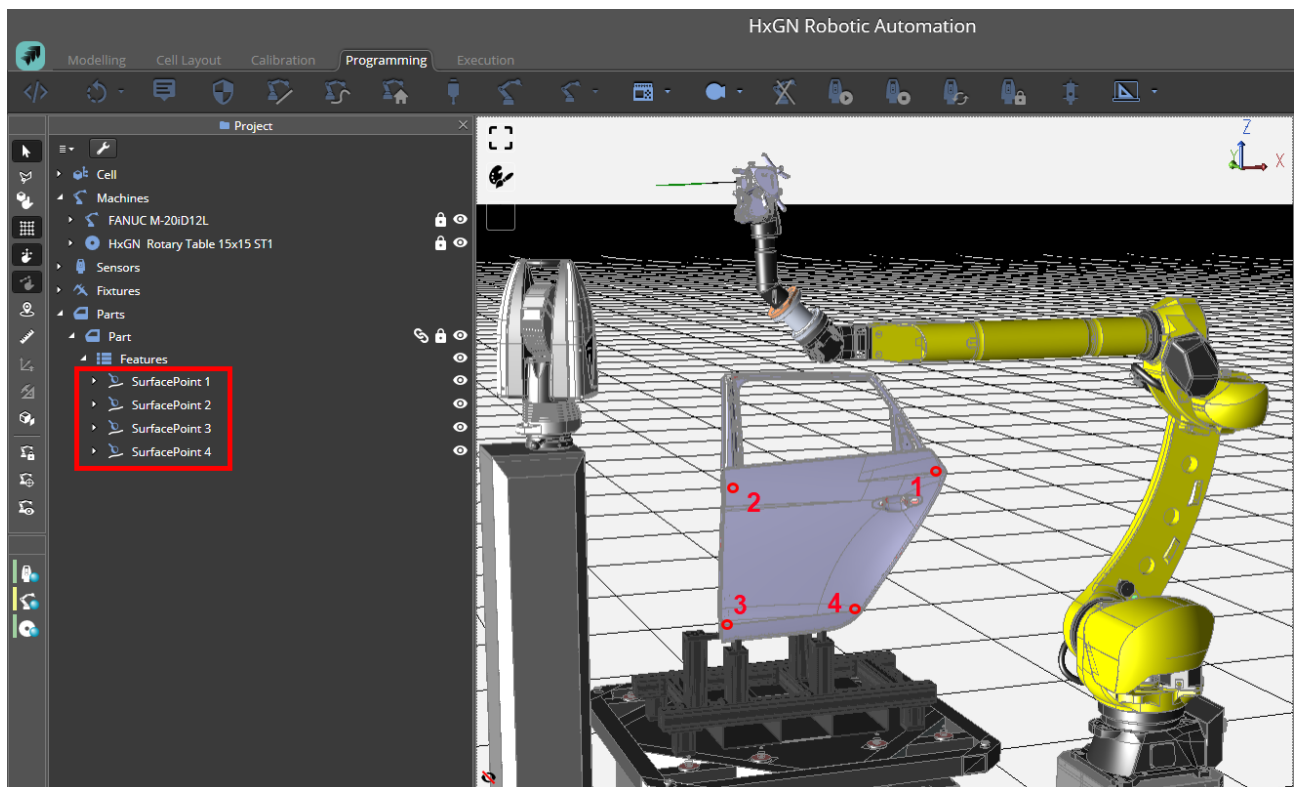 HxGN Robotic Automation
Modelling Cell Layout Calibration Programming Execution
Project
Cell
Machines
FANUC M-20iD12L
HxGN Rotary Table 15x15 ST1
Sensors
Fixtures
Parts
Part
Features
SurfacePoint 1
SurfacePoint 2
SurfacePoint 3
SurfacePoint 4
Z
Y X
1
2
3 4